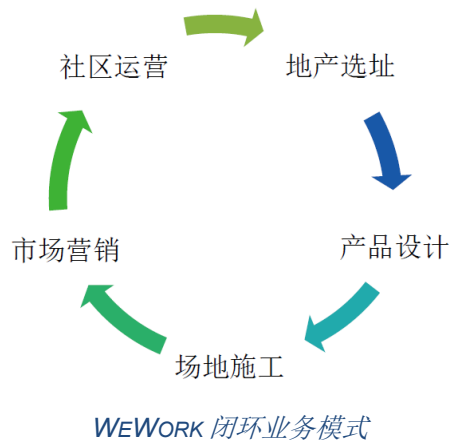 社区运营
地产选址
市场营销
产品设计
场地施工
WEWORK 闭环业务模式